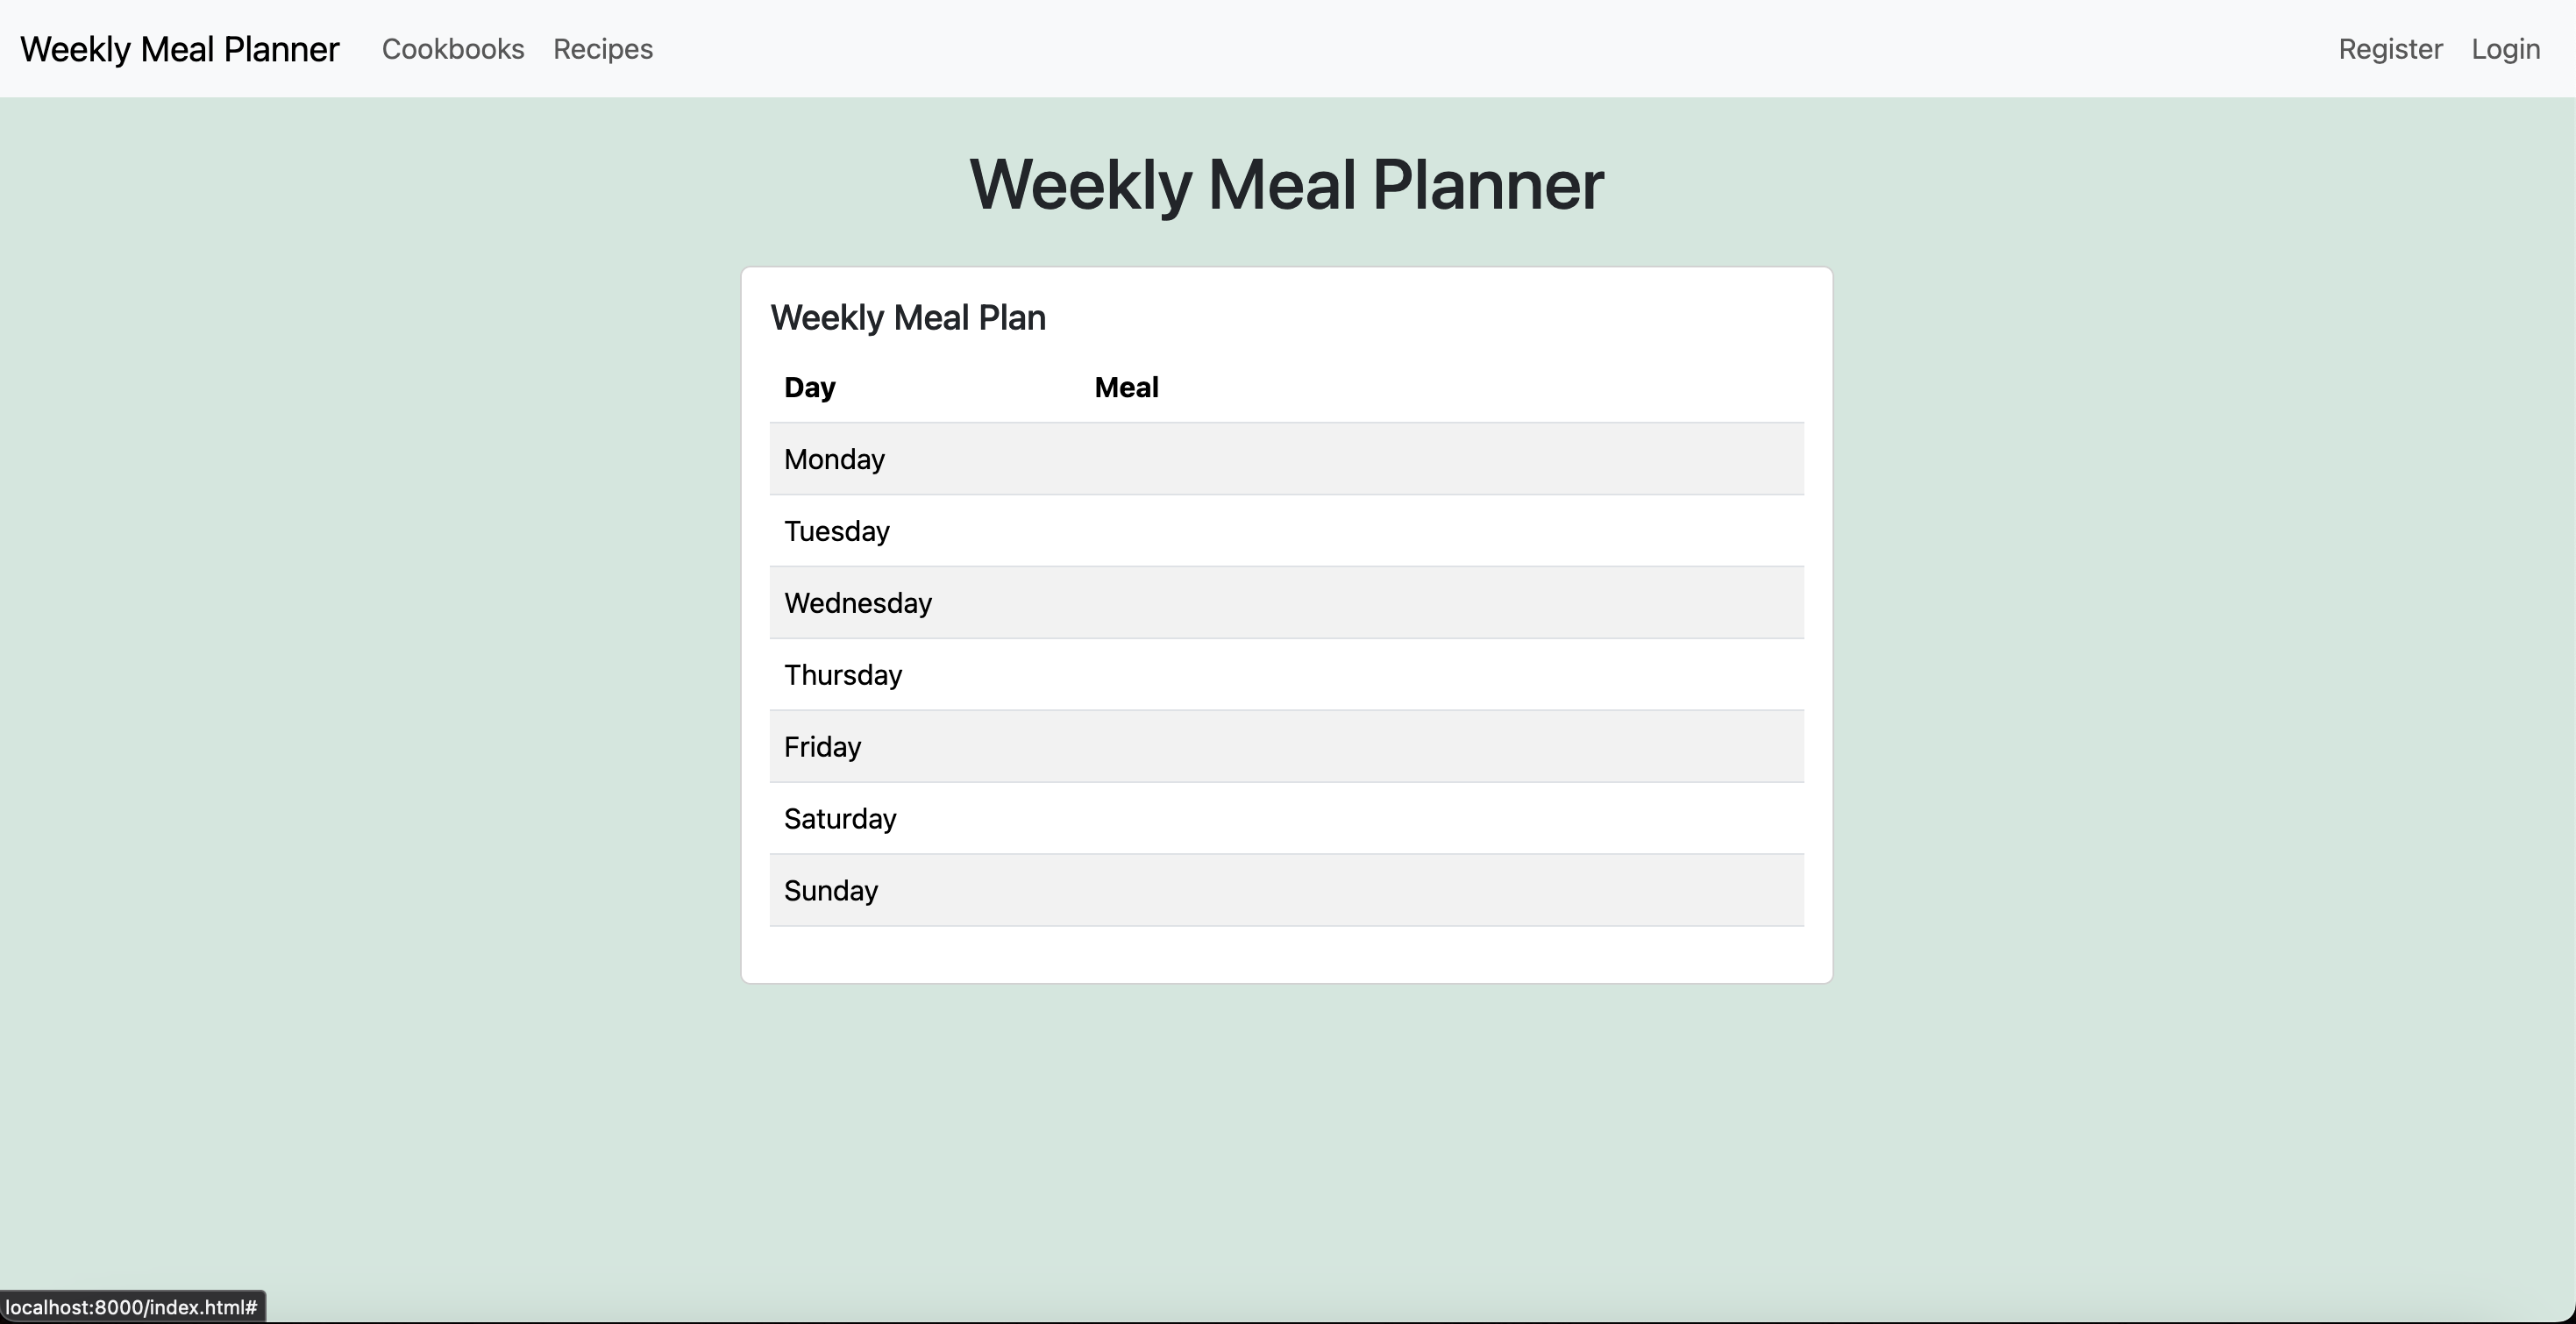 Weekly Meal Planner Cookbooks Recipes Register Login
Weekly Meal Planner
Weekly Meal Plan
Day Meal
Monday
Tuesday
Wednesday
Thursday
Friday
Saturday
Sunday
localhost:8000/index.html#